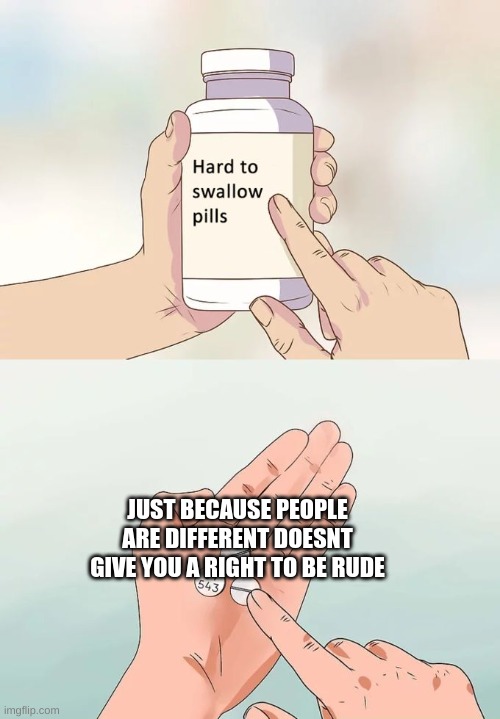 Hard to
swallow
pills
JUST BECAUSE PEOPLE
ARE DIFFERENT DOESNT
GIVE YOU A RIGHT TO BE RUDE
543
imgflip.com